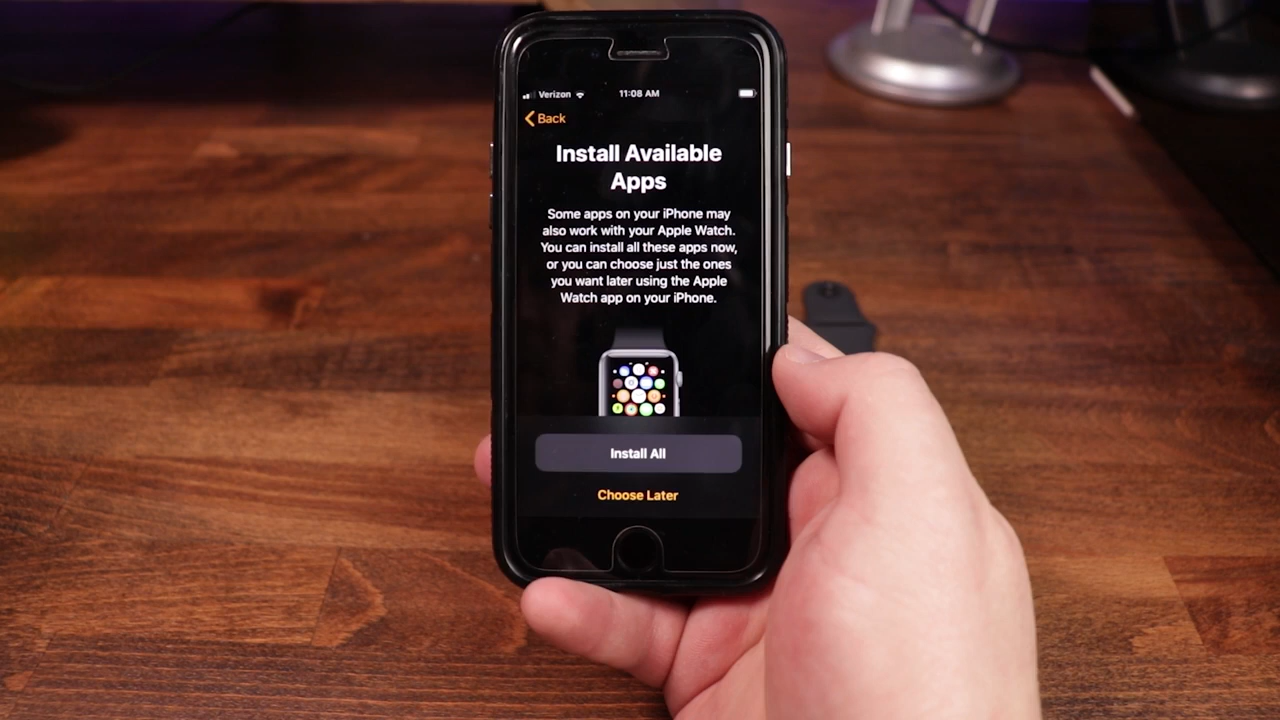 Verizon 11:08 AM
Back
Install Available
Apps
Some apps on your iPhone may
also work with your Apple Watch.
You can install all these apps now,
or you can choose just the ones
you want later using the Apple
Watch app on your iPhone.
Install All
Choose Later